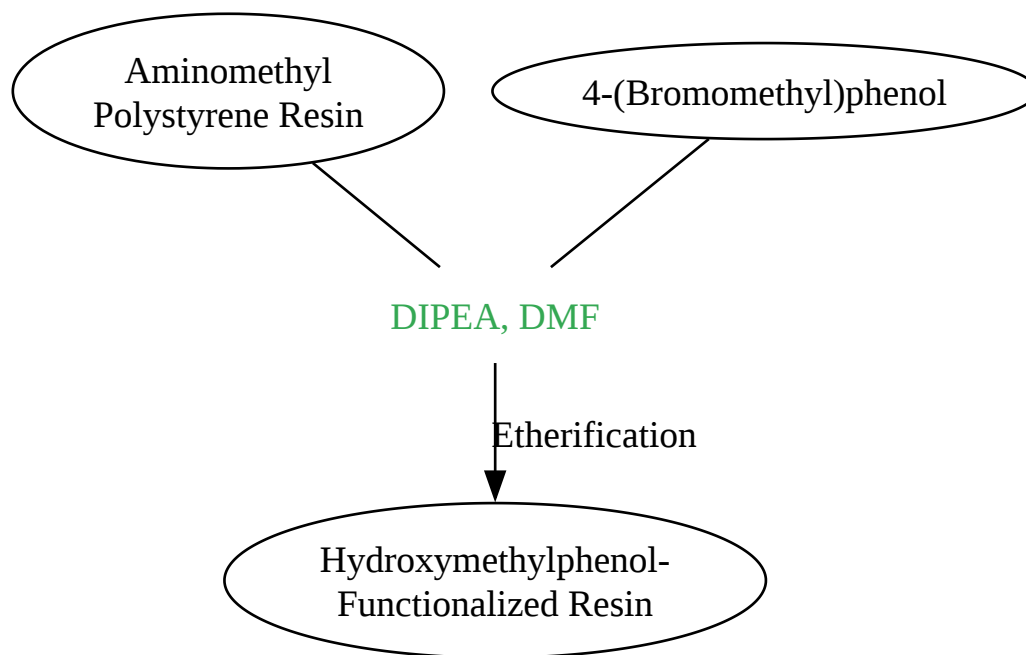 Aminomethyl
Polystyrene Resin
4-(Bromomethyl)phenol
DIPEA, DMF
Etherification
Hydroxymethylphenol-
Functionalized Resin